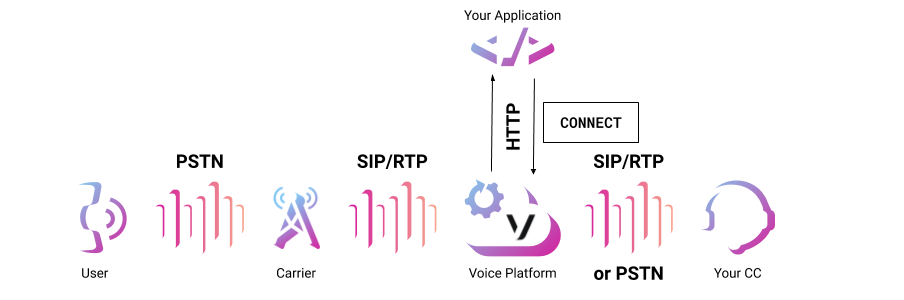 Your Application
HTTP
CONNECT
PSTN
SIP/RTP
SIP/RTP
User
Carrier
Voice Platform
or PSTN
Your CC